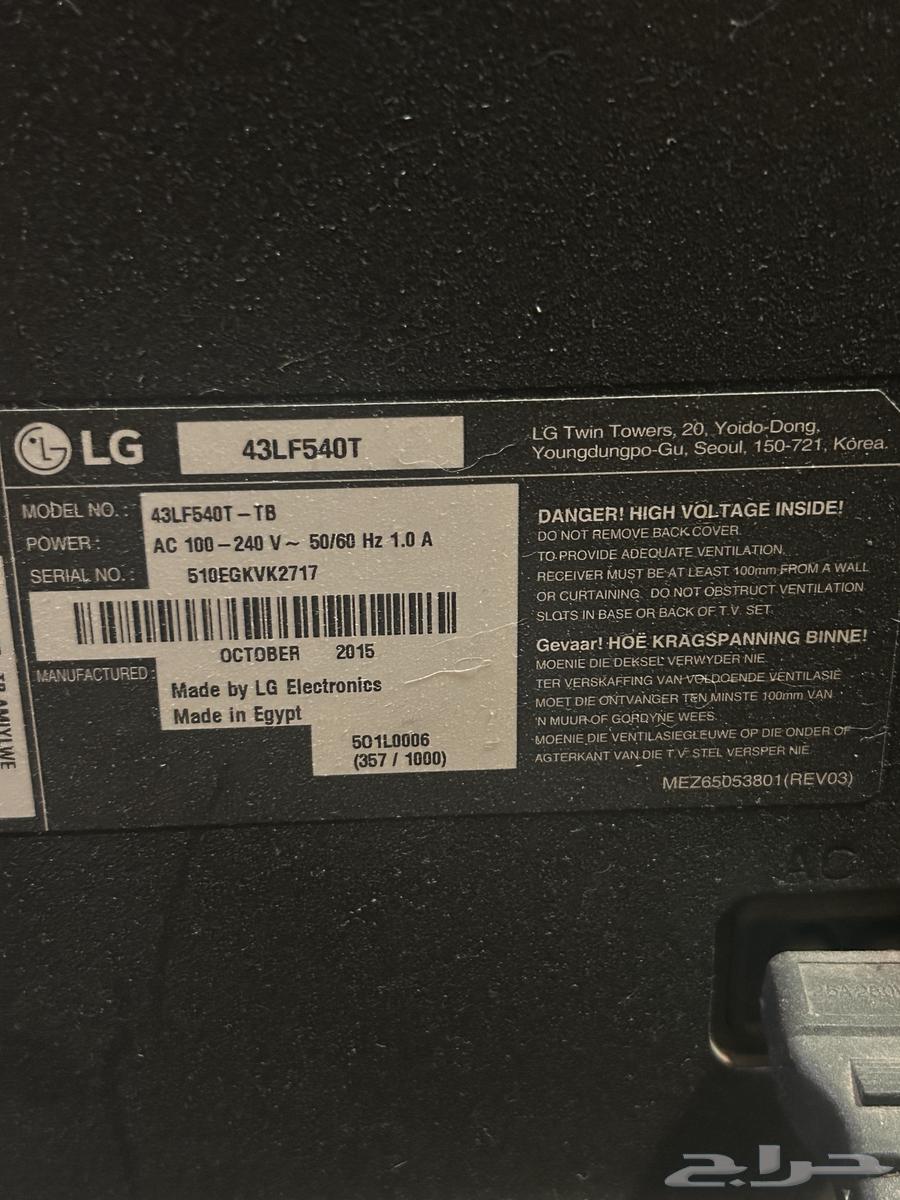 LG
43LF540T
LG Twin Towers, 20, Yoido-Dong,
Youngdungpo-Gu, Seoul, 150-721, Korea.
MODEL NO. : 43LF540T-TB
POWER : AC 100-240 V~ 50/60 Hz 1.0 A
SERIAL NO. : 510EGKVK2717
OCTOBER 2015
MANUFACTURED :
Made by LG Electronics
Made in Egypt
501L0006
(357 / 1000)
DANGER! HIGH VOLTAGE INSIDE!
DO NOT REMOVE BACK COVER.
TO PROVIDE ADEQUATE VENTILATION,
RECEIVER MUST BE AT LEAST 100mm FROM A WALL
OR CURTAINING. DO NOT OBSTRUCT VENTILATION
SLOTS IN BASE OR BACK OF T.V. SET.
Gevaar! HOË KRAGSPANNING BINNE!
MOENIE DIE DEKSEL VERWYDER NIE.
TER VERSKAFFING VAN VOLDOENDE VENTILASIE
MOET DIE ONTVANGER TEN MINSTE 100mm VAN
'N MUUR OF GORDYNE WEES.
MOENIE DIE VENTILASIEGLEUWE OP DIE ONDER OF
AGTERKANT VAN DIE T.V. STEL VERSPER NIE.
MEZ65053801(REV03)
AC
حراج